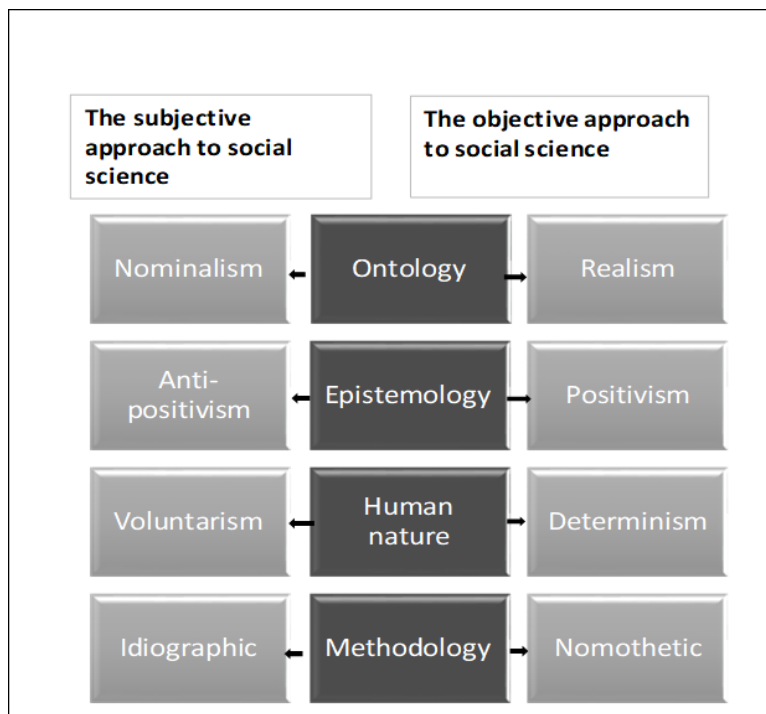 The subjective
approach to social
science
The objective approach
to social science
Nominalism
Ontology
Realism
Anti-
positivism
Epistemology
Positivism
Voluntarism
Human
nature
Determinism
Idiographic
Methodology
Nomothetic